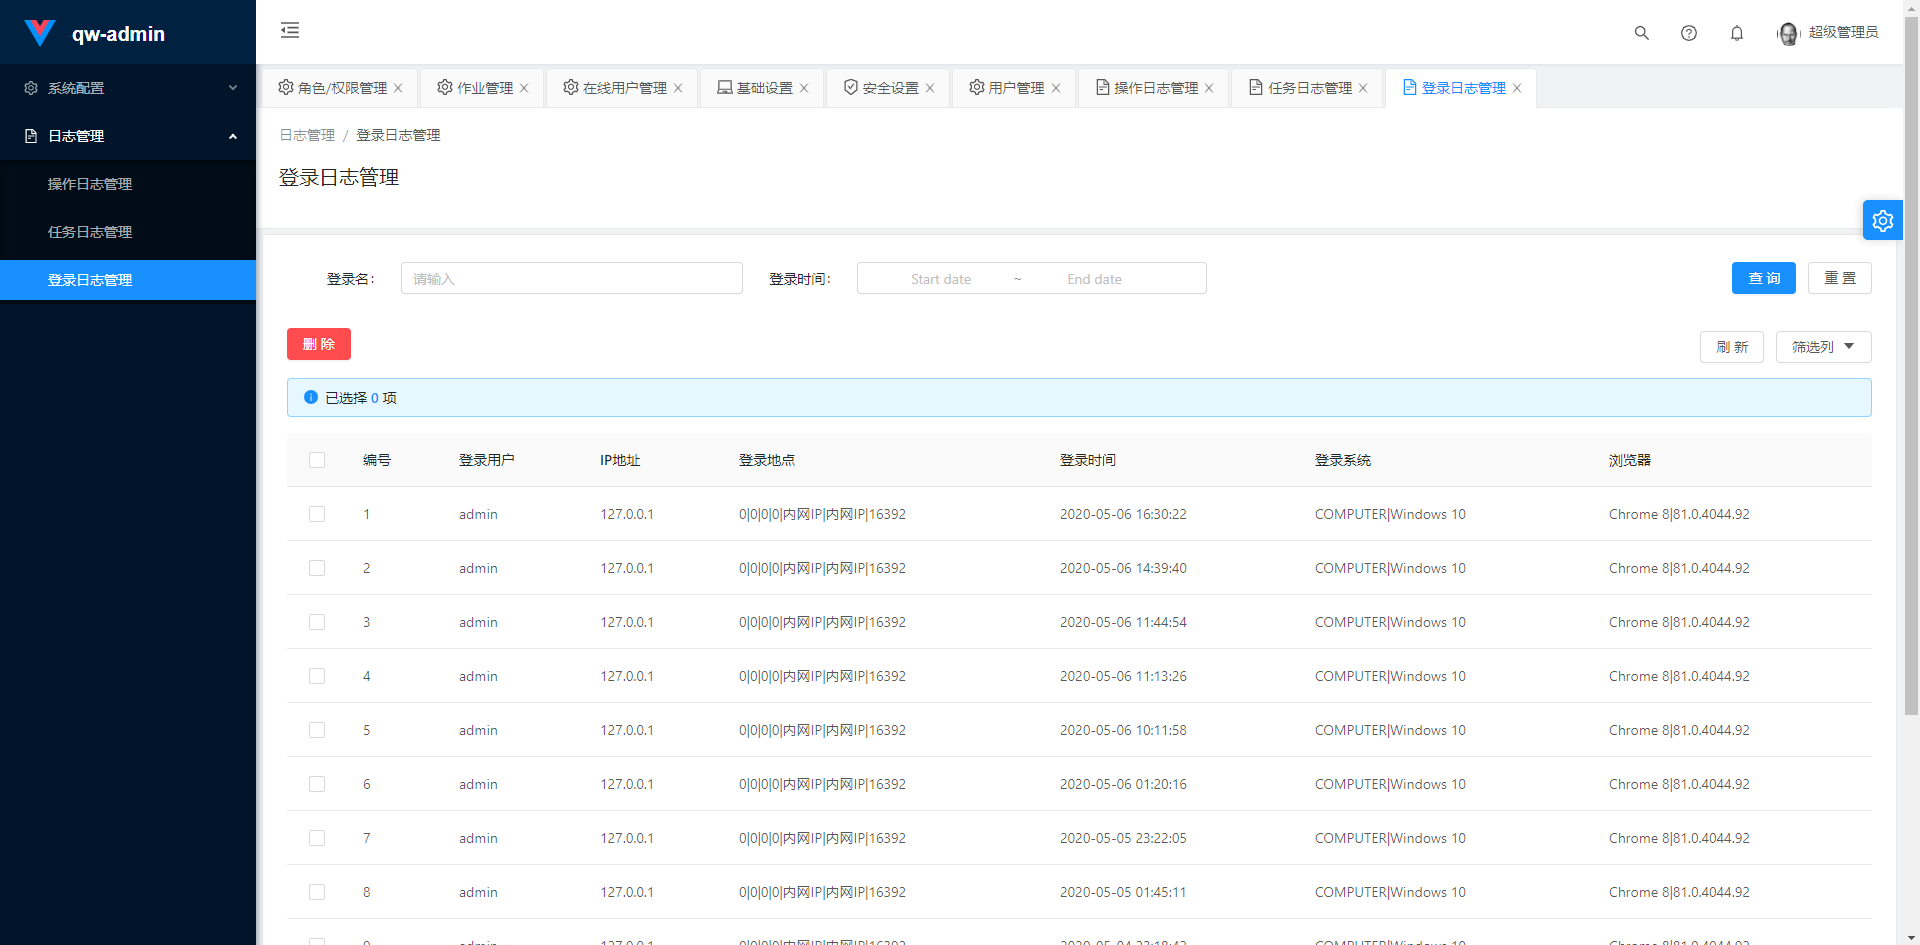 qw-admin
超级管理员
系统配置
日志管理
操作日志管理
任务日志管理
登录日志管理
角色/权限管理 作业管理 在线用户管理 基础设置 安全设置 用户管理 操作日志管理 任务日志管理 登录日志管理
日志管理 / 登录日志管理
登录日志管理
登录名: 请输入 登录时间: Start date ~ End date 查 询 重 置
删 除 刷 新 筛选列
已选择 0 项
编号 登录用户 IP地址 登录地点 登录时间 登录系统 浏览器
1 admin 127.0.0.1 0|0|0|0|内网IP|内网IP|16392 2020-05-06 16:30:22 COMPUTER|Windows 10 Chrome 8|81.0.4044.92
2 admin 127.0.0.1 0|0|0|0|内网IP|内网IP|16392 2020-05-06 14:39:40 COMPUTER|Windows 10 Chrome 8|81.0.4044.92
3 admin 127.0.0.1 0|0|0|0|内网IP|内网IP|16392 2020-05-06 11:44:54 COMPUTER|Windows 10 Chrome 8|81.0.4044.92
4 admin 127.0.0.1 0|0|0|0|内网IP|内网IP|16392 2020-05-06 11:13:26 COMPUTER|Windows 10 Chrome 8|81.0.4044.92
5 admin 127.0.0.1 0|0|0|0|内网IP|内网IP|16392 2020-05-06 10:11:58 COMPUTER|Windows 10 Chrome 8|81.0.4044.92
6 admin 127.0.0.1 0|0|0|0|内网IP|内网IP|16392 2020-05-06 01:20:16 COMPUTER|Windows 10 Chrome 8|81.0.4044.92
7 admin 127.0.0.1 0|0|0|0|内网IP|内网IP|16392 2020-05-05 23:22:05 COMPUTER|Windows 10 Chrome 8|81.0.4044.92
8 admin 127.0.0.1 0|0|0|0|内网IP|内网IP|16392 2020-05-05 01:45:11 COMPUTER|Windows 10 Chrome 8|81.0.4044.92